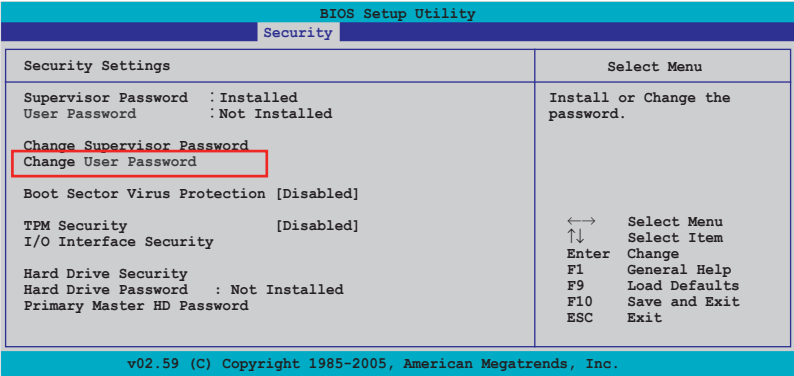 BIOS Setup Utility
Security
Security Settings
Supervisor Password : Installed
User Password : Not Installed
Change Supervisor Password
Change User Password
Boot Sector Virus Protection [Disabled]
TPM Security [Disabled]
I/O Interface Security
Hard Drive Security
Hard Drive Password : Not Installed
Primary Master HD Password
Select Menu
Install or Change the
password.
←→ Select Menu
↑↓ Select Item
Enter Change
F1 General Help
F9 Load Defaults
F10 Save and Exit
ESC Exit
v02.59 (C) Copyright 1985-2005, American Megatrends, Inc.